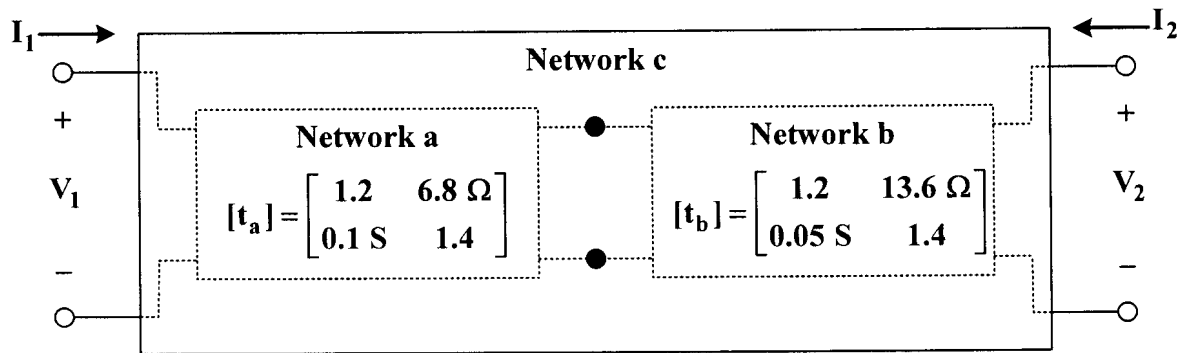 I₁
I₂
Network c
+
+
Network a
Network b
V₁
[tₐ] = [1.2 6.8 Ω
0.1 S 1.4]
[t_b] = [1.2 13.6 Ω
0.05 S 1.4]
V₂
−
−